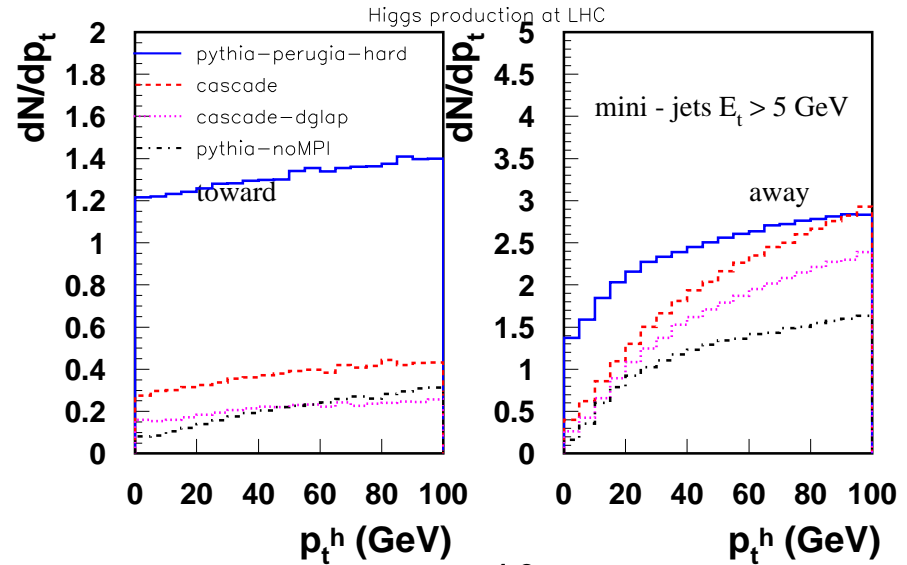 Higgs production at LHC
dN/dpt
2
1.8
1.6
1.4
1.2
1
0.8
0.6
0.4
0.2
0
pythia-perugia-hard
cascade
cascade-dglap
pythia-noMPI
toward
0 20 40 60 80 100
pt^h (GeV)
dN/dpt
5
4.5
4
3.5
3
2.5
2
1.5
1
0.5
0
mini - jets Et > 5 GeV
away
0 20 40 60 80 100
pt^h (GeV)